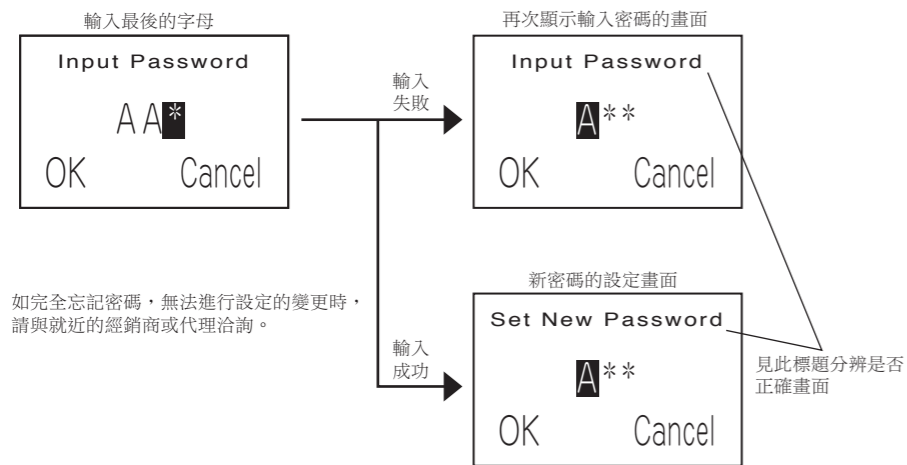 輸入最後的字母
Input Password
AA*
OK Cancel
輸入
失敗
再次顯示輸入密碼的畫面
Input Password
A**
OK Cancel
如完全忘記密碼，無法進行設定的變更時，
請與就近的經銷商或代理洽詢。
輸入
成功
新密碼的設定畫面
Set New Password
A**
OK Cancel
見此標題分辨是否
正確畫面